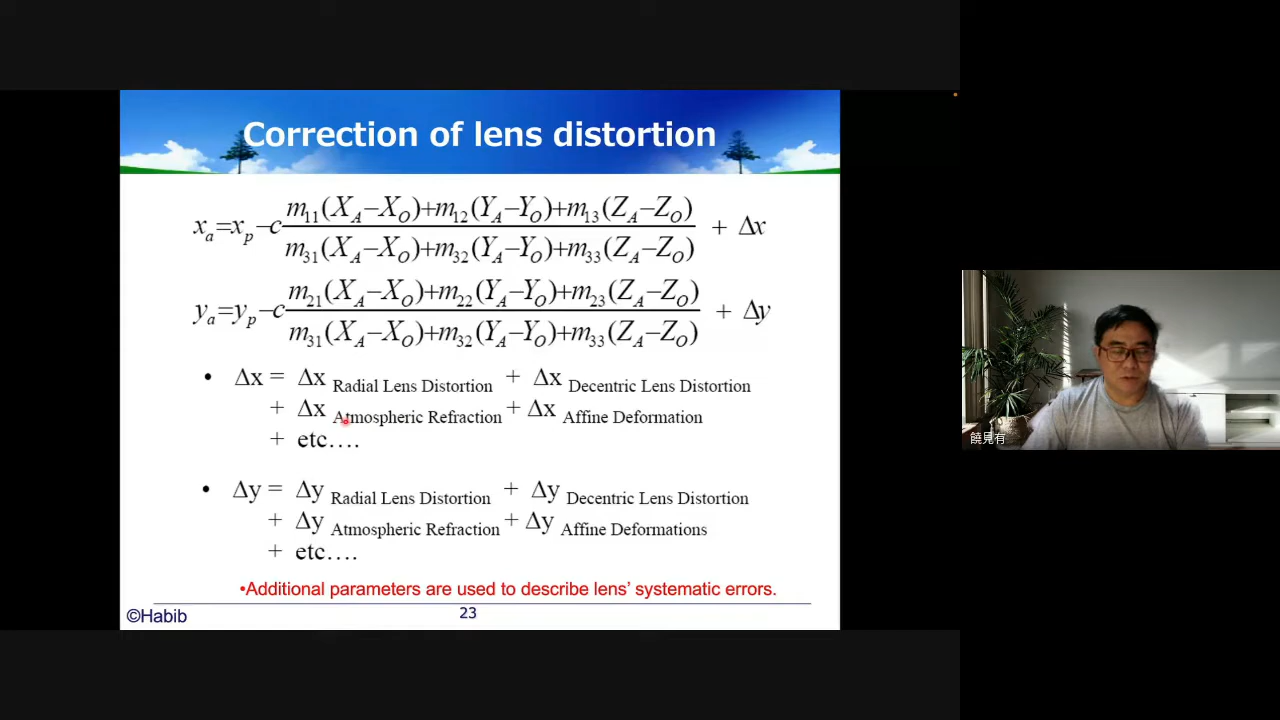 Correction of lens distortion
xₐ=xₚ−c m₁₁(X_A−X_O)+m₁₂(Y_A−Y_O)+m₁₃(Z_A−Z_O) + Δx
m₃₁(X_A−X_O)+m₃₂(Y_A−Y_O)+m₃₃(Z_A−Z_O)
yₐ=yₚ−c m₂₁(X_A−X_O)+m₂₂(Y_A−Y_O)+m₂₃(Z_A−Z_O) + Δy
m₃₁(X_A−X_O)+m₃₂(Y_A−Y_O)+m₃₃(Z_A−Z_O)
• Δx = Δx Radial Lens Distortion + Δx Decentric Lens Distortion
+ Δx Atmospheric Refraction + Δx Affine Deformation
+ etc….
• Δy = Δy Radial Lens Distortion + Δy Decentric Lens Distortion
+ Δy Atmospheric Refraction + Δy Affine Deformations
+ etc….
•Additional parameters are used to describe lens’ systematic errors.
©Habib
23
饒見有